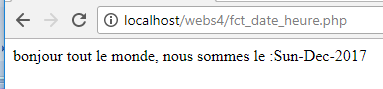 localhost/webs4/fct_date_heure.php
bonjour tout le monde, nous sommes le :Sun-Dec-2017